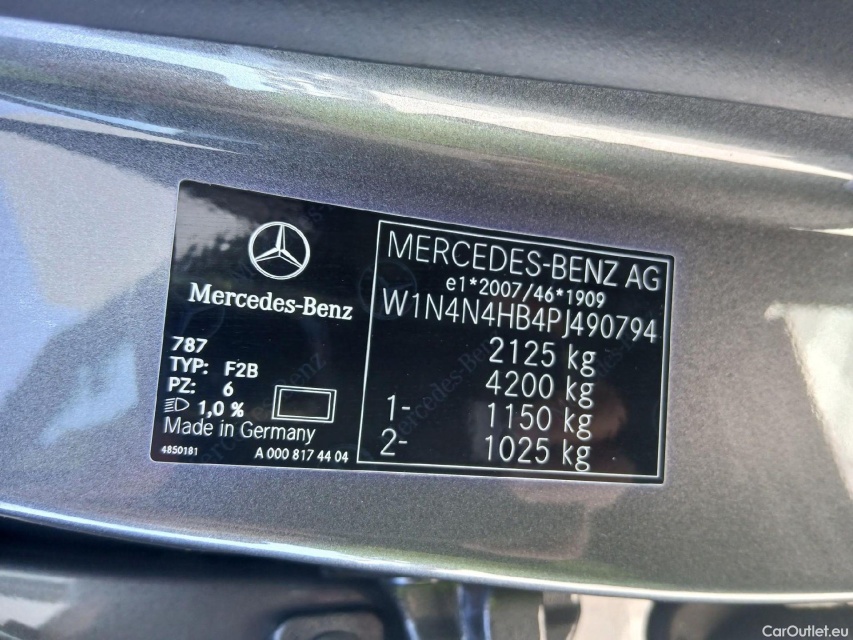 Mercedes-Benz
787
TYP: F2B
PZ: 6
1,0 %
Made in Germany
4850181 A 000 817 44 04
MERCEDES-BENZ AG
e1*2007/46*1909
W1N4N4HB4PJ490794
2125 kg
4200 kg
1- 1150 kg
2- 1025 kg
CarOutlet.eu